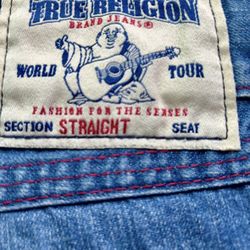 TRUE RELIGION
BRAND JEANS®
WORLD TOUR
FASHION FOR THE SENSES
SECTION STRAIGHT SEAT